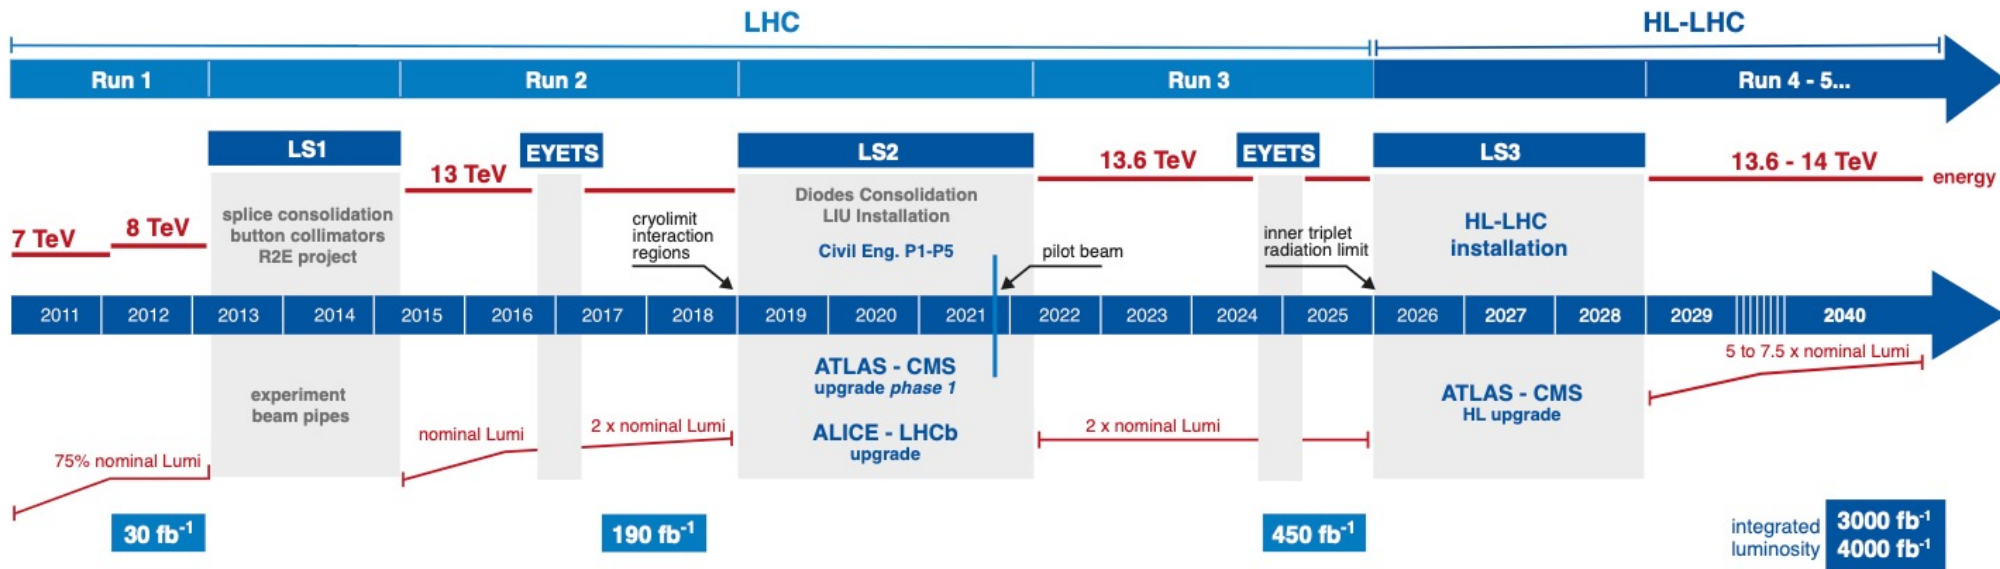 LHC
HL-LHC
Run 1
Run 2
Run 3
Run 4 - 5...
LS1
EYETS
LS2
EYETS
LS3
13 TeV
13.6 TeV
13.6 - 14 TeV
energy
7 TeV
8 TeV
splice consolidation
button collimators
R2E project
cryolimit
interaction
regions
Diodes Consolidation
LIU Installation
Civil Eng. P1-P5
pilot beam
inner triplet
radiation limit
HL-LHC
installation
2011
2012
2013
2014
2015
2016
2017
2018
2019
2020
2021
2022
2023
2024
2025
2026
2027
2028
2029
2040
5 to 7.5 x nominal Lumi
experiment
beam pipes
ATLAS - CMS
upgrade phase 1
ALICE - LHCb
upgrade
ATLAS - CMS
HL upgrade
75% nominal Lumi
nominal Lumi
2 x nominal Lumi
2 x nominal Lumi
30 fb⁻¹
190 fb⁻¹
450 fb⁻¹
integrated
luminosity
3000 fb⁻¹
4000 fb⁻¹